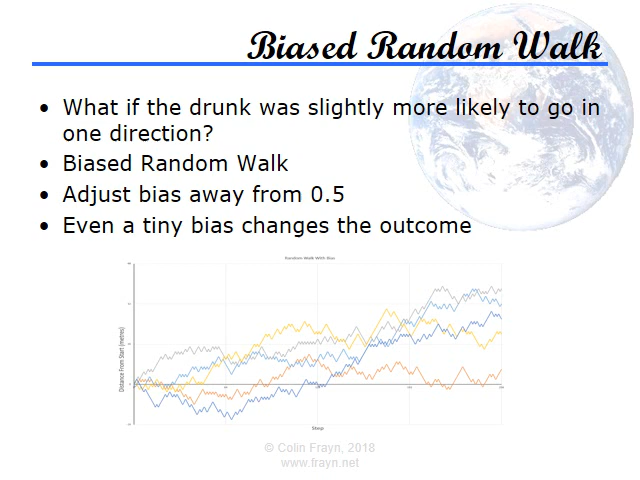 Biased Random Walk
• What if the drunk was slightly more likely to go in
one direction?
• Biased Random Walk
• Adjust bias away from 0.5
• Even a tiny bias changes the outcome
Random Walk With Bias
Distance From Start (metres)
Step
© Colin Frayn, 2018
www.frayn.net